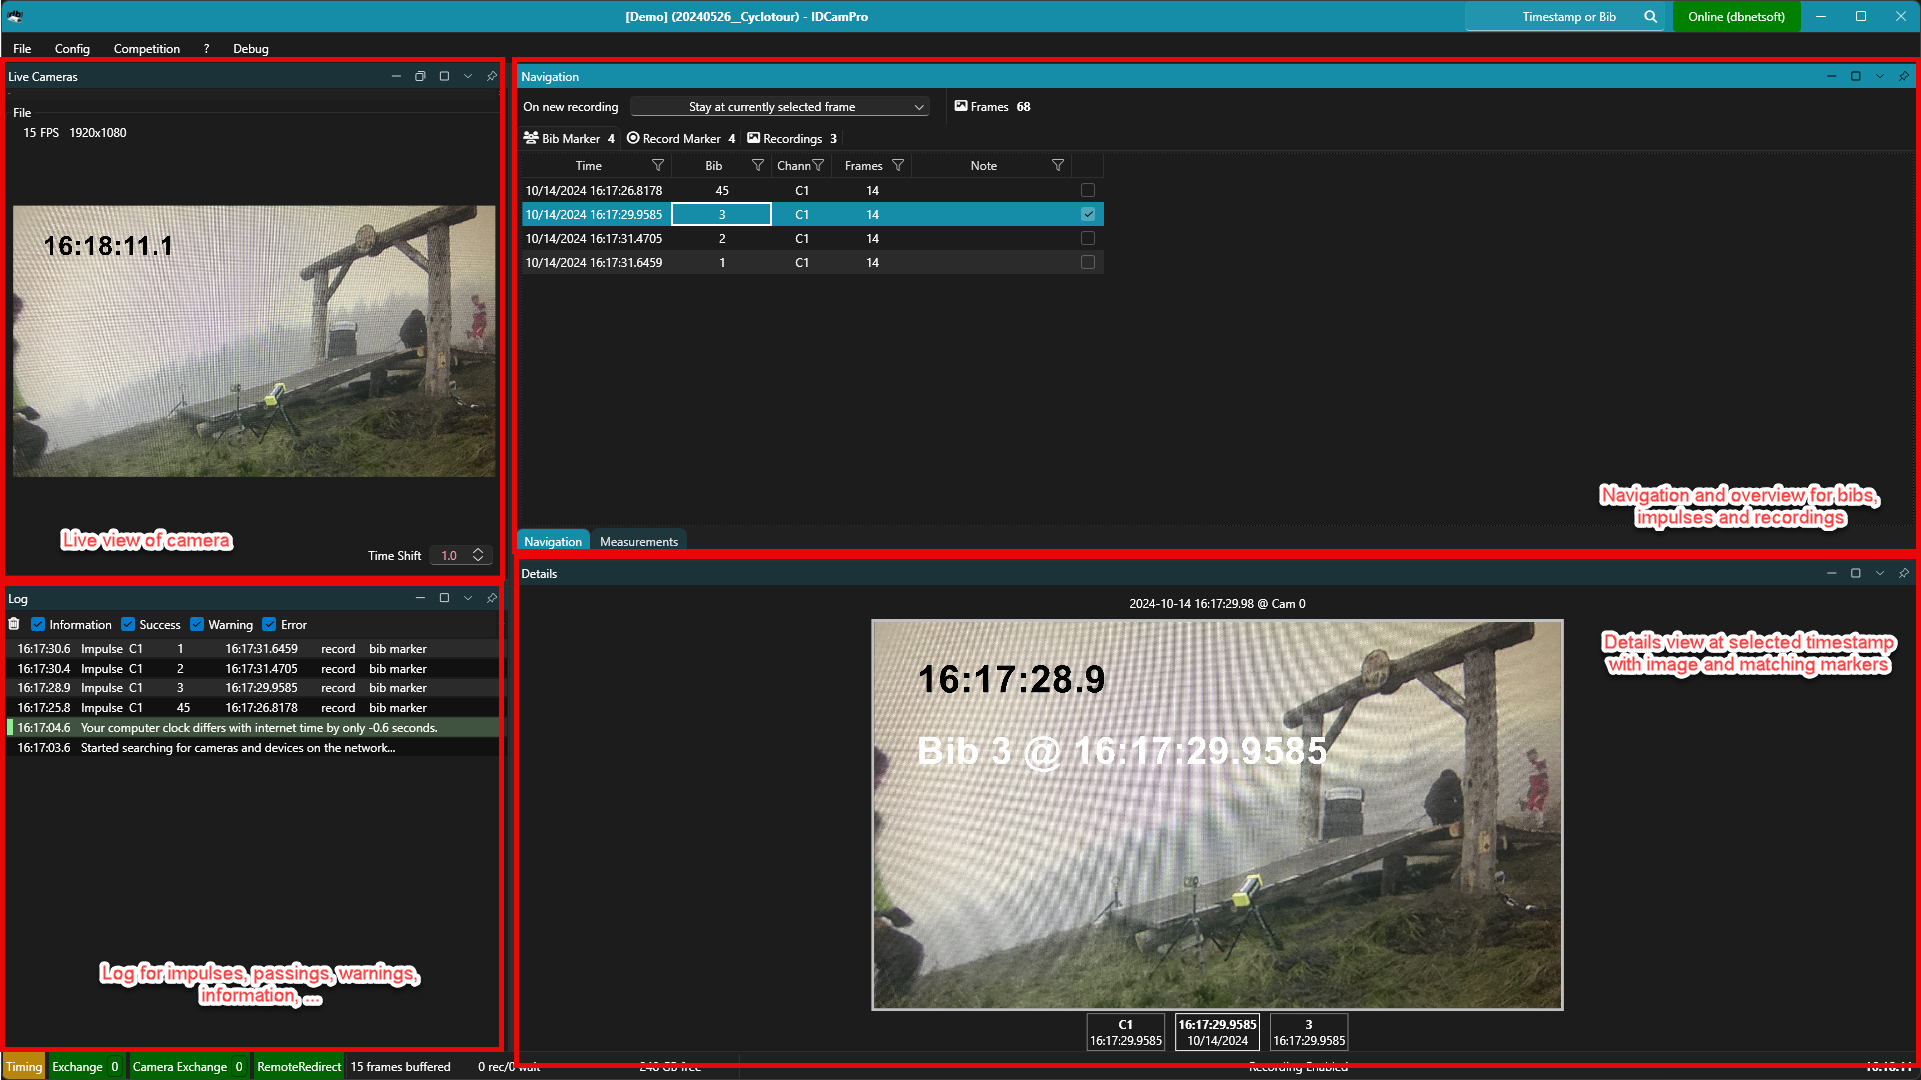 [Demo] (20240526_Cyclotour) - IDCamPro
Timestamp or Bib
Online (dbnetsoft)
File Config Competition ? Debug
Live Cameras
File
15 FPS 1920x1080
16:18:11.1
Live view of camera
Time Shift 1.0
Navigation
On new recording Stay at currently selected frame Frames 68
Bib Marker 4 Record Marker 4 Recordings 3
Time Bib Chann Frames Note
10/14/2024 16:17:26.8178 45 C1 14
10/14/2024 16:17:29.9585 3 C1 14
10/14/2024 16:17:31.4705 2 C1 14
10/14/2024 16:17:31.6459 1 C1 14
Navigation and overview for bibs,
impulses and recordings
Navigation Measurements
Log
Information Success Warning Error
16:17:30.6 Impulse C1 1 16:17:31.6459 record bib marker
16:17:30.4 Impulse C1 2 16:17:31.4705 record bib marker
16:17:28.9 Impulse C1 3 16:17:29.9585 record bib marker
16:17:25.8 Impulse C1 45 16:17:26.8178 record bib marker
16:17:04.6 Your computer clock differs with internet time by only -0.6 seconds.
16:17:03.6 Started searching for cameras and devices on the network...
Log for impulses, passings, warnings,
information, ...
Details
2024-10-14 16:17:29.98 @ Cam 0
16:17:28.9
Bib 3 @ 16:17:29.9585
Details view at selected timestamp
with image and matching markers
C1
16:17:29.9585
16:17:29.9585
10/14/2024
3
16:17:29.9585
Timing Exchange 0 Camera Exchange 0 RemoteRedirect 15 frames buffered 0 rec/0 wait 248 GB free Recording Enabled